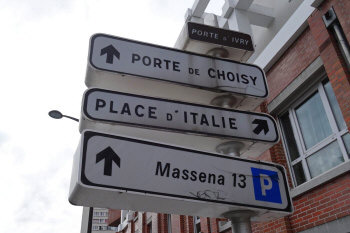 PORTE D'IVRY
PORTE DE CHOISY
PLACE D'ITALIE
Massena 13 P